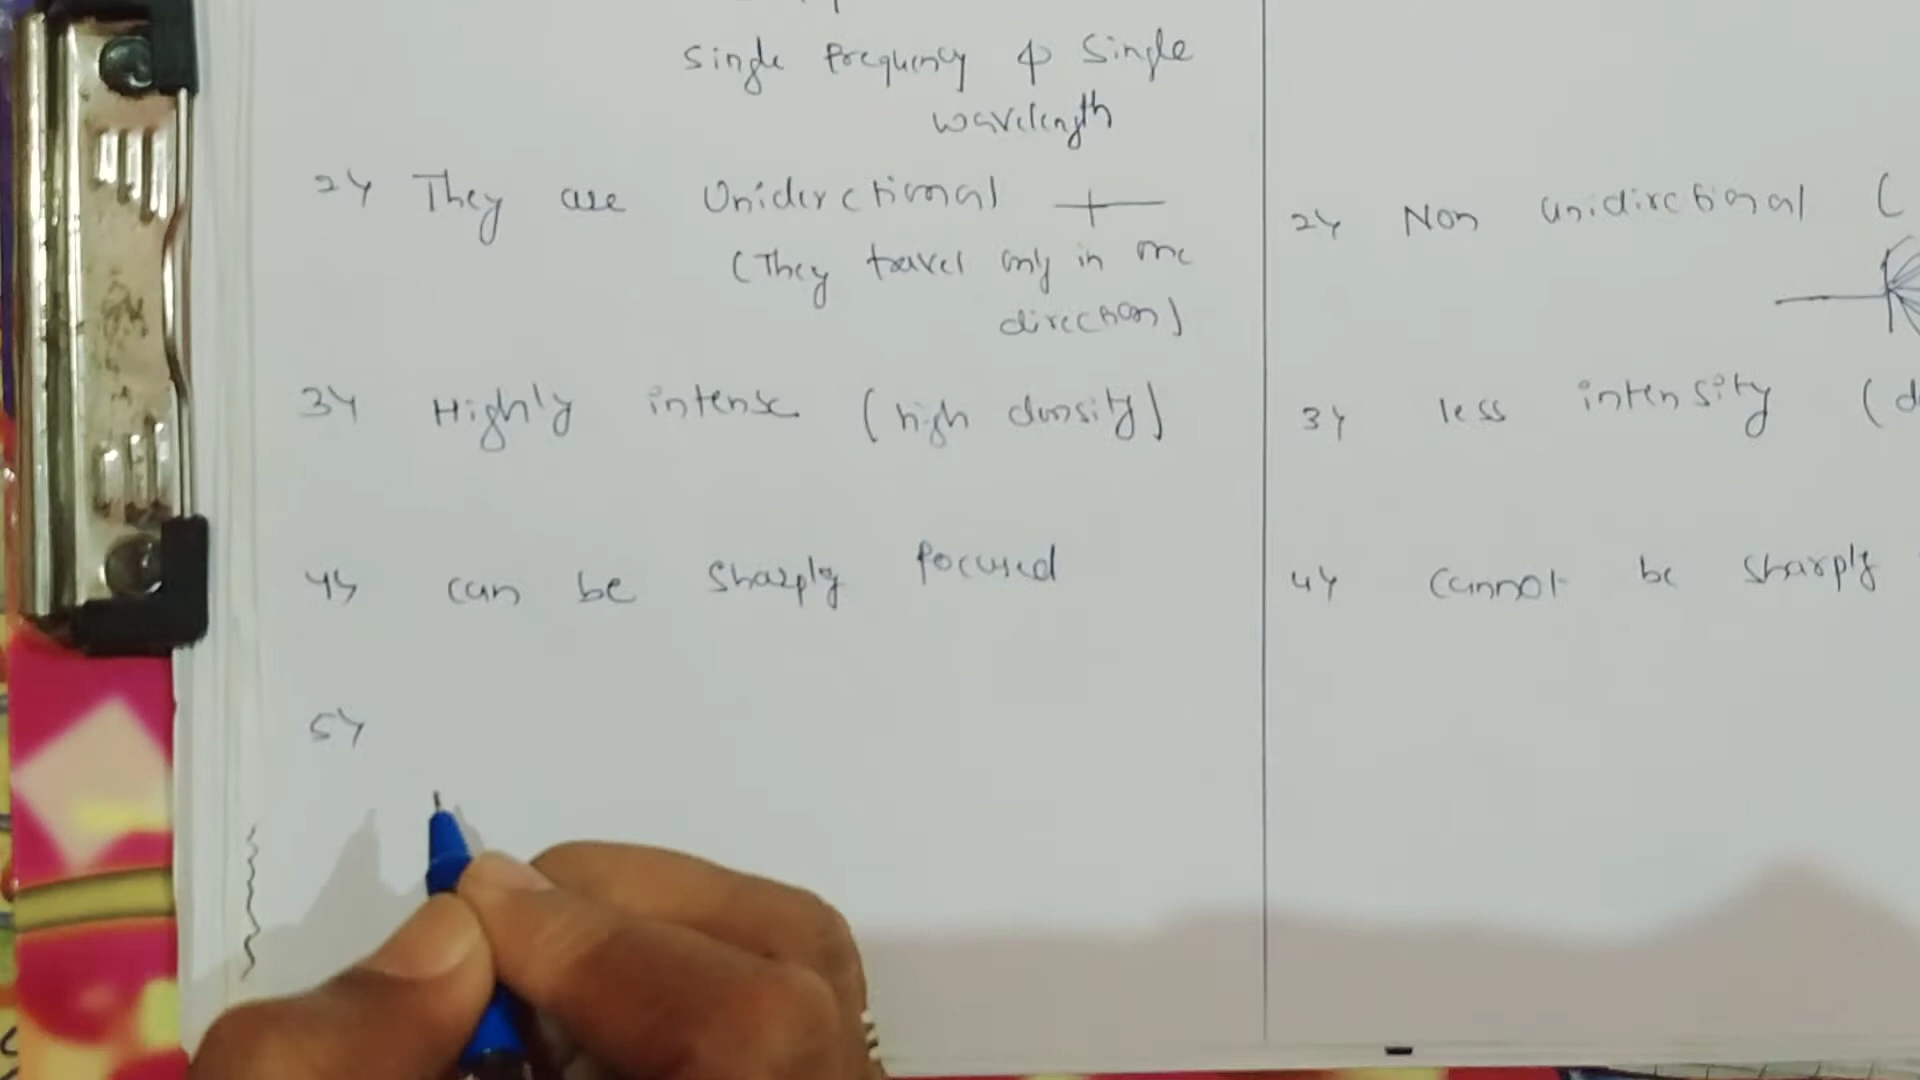 Single frequency & Single
wavelength
2) They are Unidirectional
(They travel only in one
direction)
3) Highly intense (high density)
4) can be Sharply focused
5)
2) Non unidirectional (
3) less intensity (d
4) Cannot be sharply